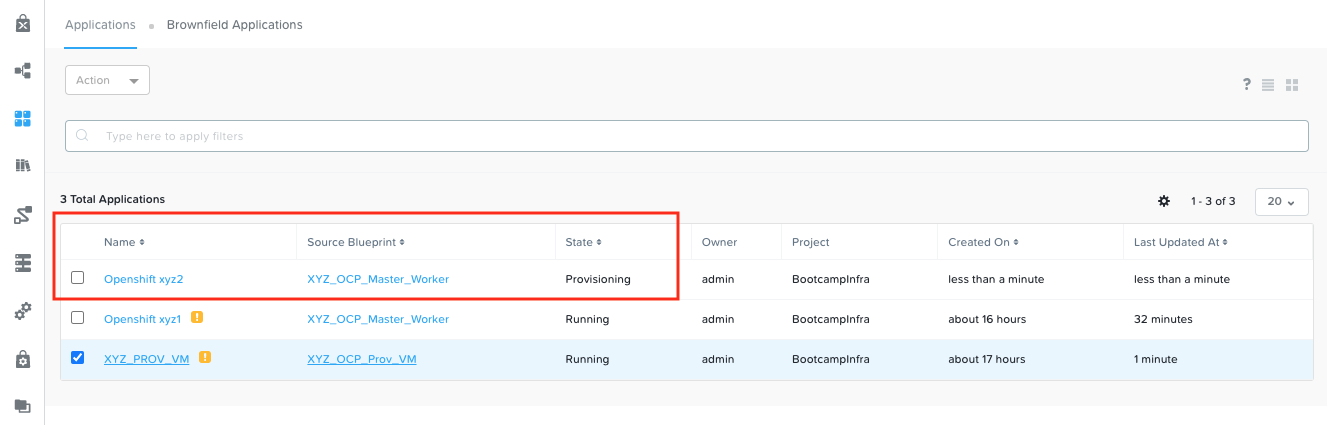 Applications Brownfield Applications
Action
?
Type here to apply filters
3 Total Applications 1 - 3 of 3 20
Name Source Blueprint State Owner Project Created On Last Updated At
Openshift xyz2 XYZ_OCP_Master_Worker Provisioning admin BootcampInfra less than a minute less than a minute
Openshift xyz1 ! XYZ_OCP_Master_Worker Running admin BootcampInfra about 16 hours 32 minutes
XYZ_PROV_VM ! XYZ_OCP_Prov_VM Running admin BootcampInfra about 17 hours 1 minute